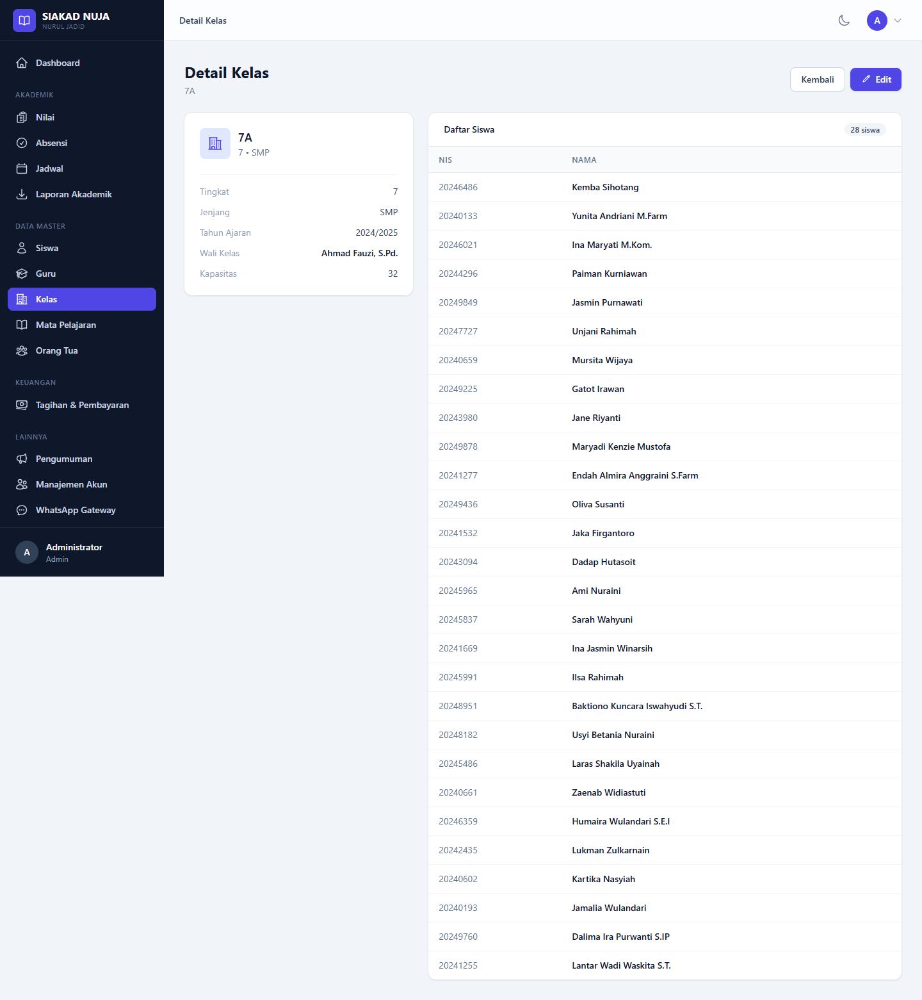 SIAKAD NUJA
NURUL JADID
Dashboard
AKADEMIK
Nilai
Absensi
Jadwal
Laporan Akademik
DATA MASTER
Siswa
Guru
Kelas
Mata Pelajaran
Orang Tua
KEUANGAN
Tagihan & Pembayaran
LAINNYA
Pengumuman
Manajemen Akun
WhatsApp Gateway
A
Administrator
Admin
Detail Kelas
A
Detail Kelas
7A
Kembali
Edit
7A
7 • SMP
Tingkat 7
Jenjang SMP
Tahun Ajaran 2024/2025
Wali Kelas Ahmad Fauzi, S.Pd.
Kapasitas 32
Daftar Siswa 28 siswa
NIS NAMA
20246486 Kemba Sihotang
20240133 Yunita Andriani M.Farm
20246021 Ina Maryati M.Kom.
20244296 Paiman Kurniawan
20249849 Jasmin Purnawati
20247727 Unjani Rahimah
20240659 Mursita Wijaya
20249225 Gatot Irawan
20243980 Jane Riyanti
20249878 Maryadi Kenzie Mustofa
20241277 Endah Almira Anggraini S.Farm
20249436 Oliva Susanti
20241532 Jaka Firgantoro
20243094 Dadap Hutasoit
20245965 Ami Nuraini
20245837 Sarah Wahyuni
20241669 Ina Jasmin Winarsih
20245991 Ilsa Rahimah
20248951 Baktiono Kuncara Iswahyudi S.T.
20248182 Usyi Betania Nuraini
20245486 Laras Shakila Uyainah
20240661 Zaenab Widiastuti
20246359 Humaira Wulandari S.E.I
20242435 Lukman Zulkarnain
20240602 Kartika Nasyiah
20240193 Jamalia Wulandari
20249760 Dalima Ira Purwanti S.IP
20241255 Lantar Wadi Waskita S.T.